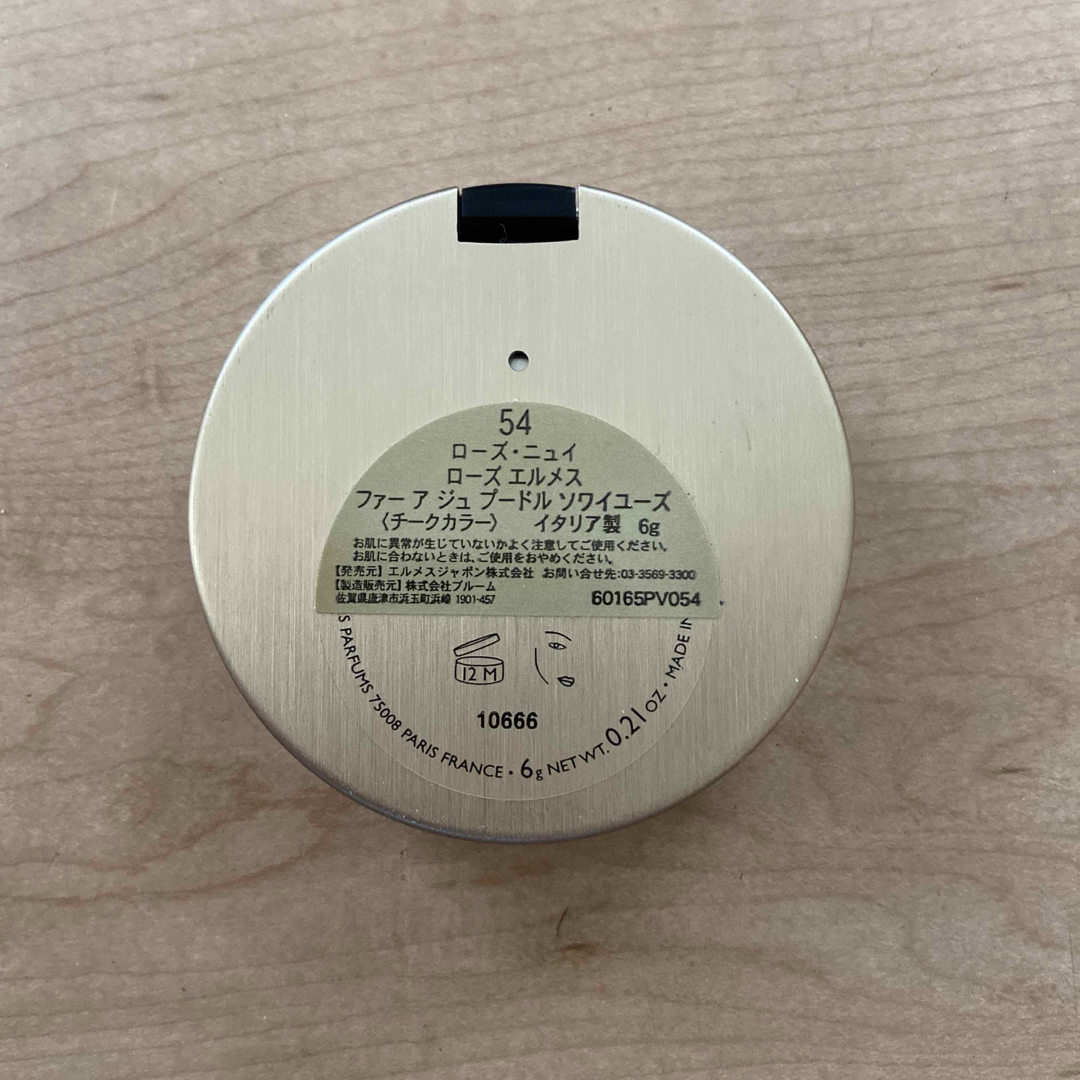 54
ローズ・ニュイ
ローズ エルメス
ファー ア ジュ プードル ソワイユーズ
〈チークカラー〉 イタリア製 6g
お肌に異常が生じていないかよく注意してご使用ください。
お肌に合わないときは、ご使用をおやめください。
【発売元】エルメスジャポン株式会社 お問い合せ先:03-3569-3300
【製造販売元】株式会社ブルーム
佐賀県唐津市浜玉町浜崎 1901-457 60165PV054
12 M
10666
S PARFUMS 75008 PARIS FRANCE • 6g NET WT. 0.21 OZ • MADE IN